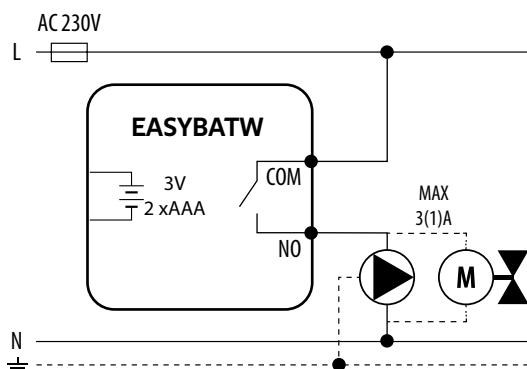 AC 230V
L
EASYBATW
3V
2 xAAA
COM
NO
MAX
3(1)A
M
N